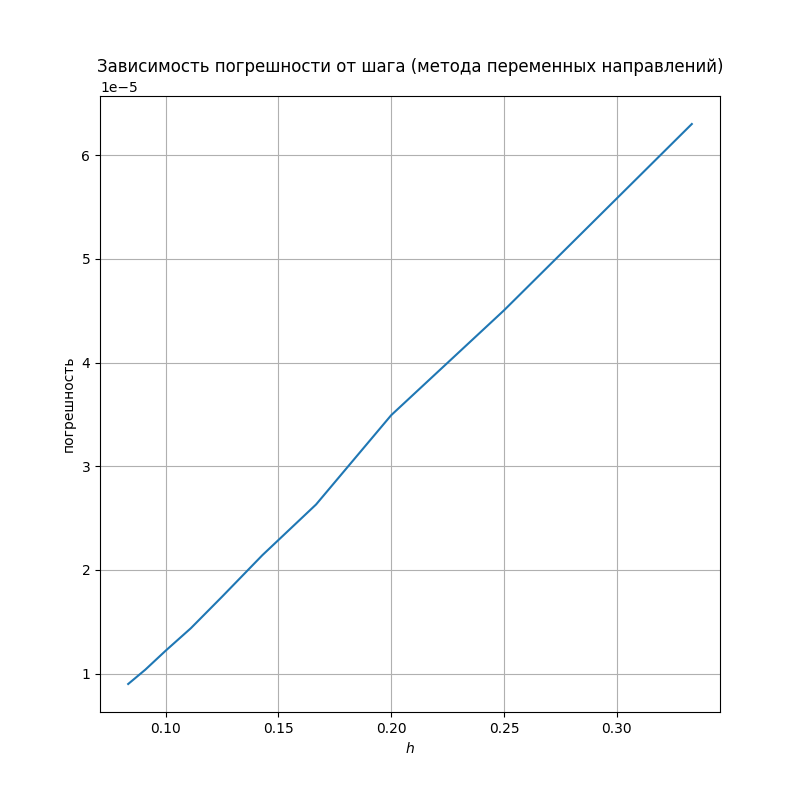 Зависимость погрешности от шага (метода переменных направлений)
1e−5
6
5
4
3
2
1
погрешность
0.10 0.15 0.20 0.25 0.30
h